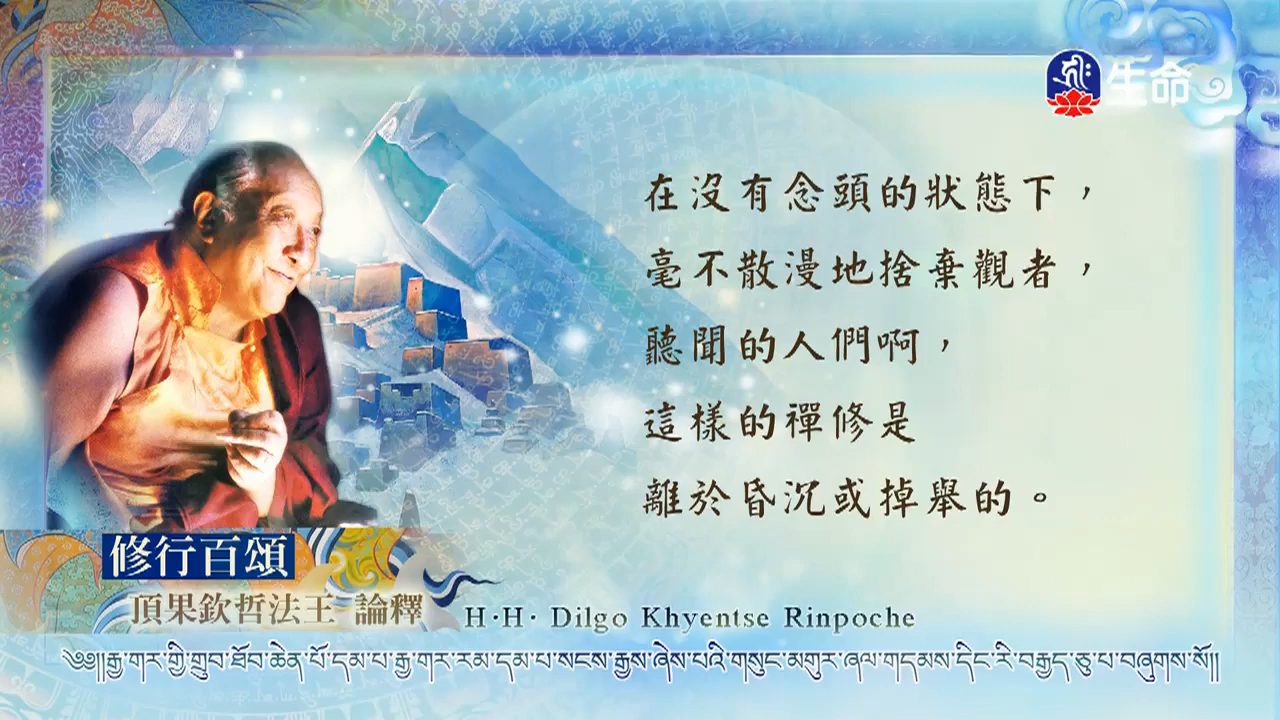 生命
在沒有念頭的狀態下，
毫不散漫地捨棄觀者，
聽聞的人們啊，
這樣的禪修是
離於昏沉或掉舉的。
修行百頌
頂果欽哲法王 論釋
H.H. Dilgo Khyentse Rinpoche
༄༅།།རྒྱ་གར་གྱི་གྲུབ་ཐོབ་ཆེན་པོ་དམ་པ་རྒྱ་གར་རམ་དམ་པ་སངས་རྒྱས་ཞེས་པའི་གསུང་མགུར་ཞལ་གདམས་དིང་རི་བརྒྱད་ཅུ་པ་བཞུགས་སོ།།